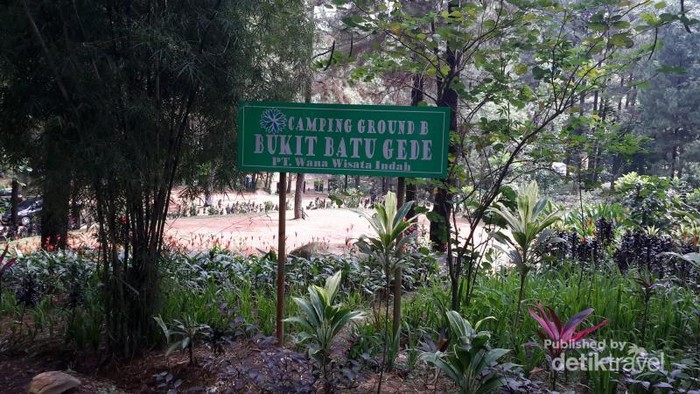 CAMPING GROUND B
BUKIT BATU GEDE
PT. Wana Wisata Indah
Published by
detiktravel